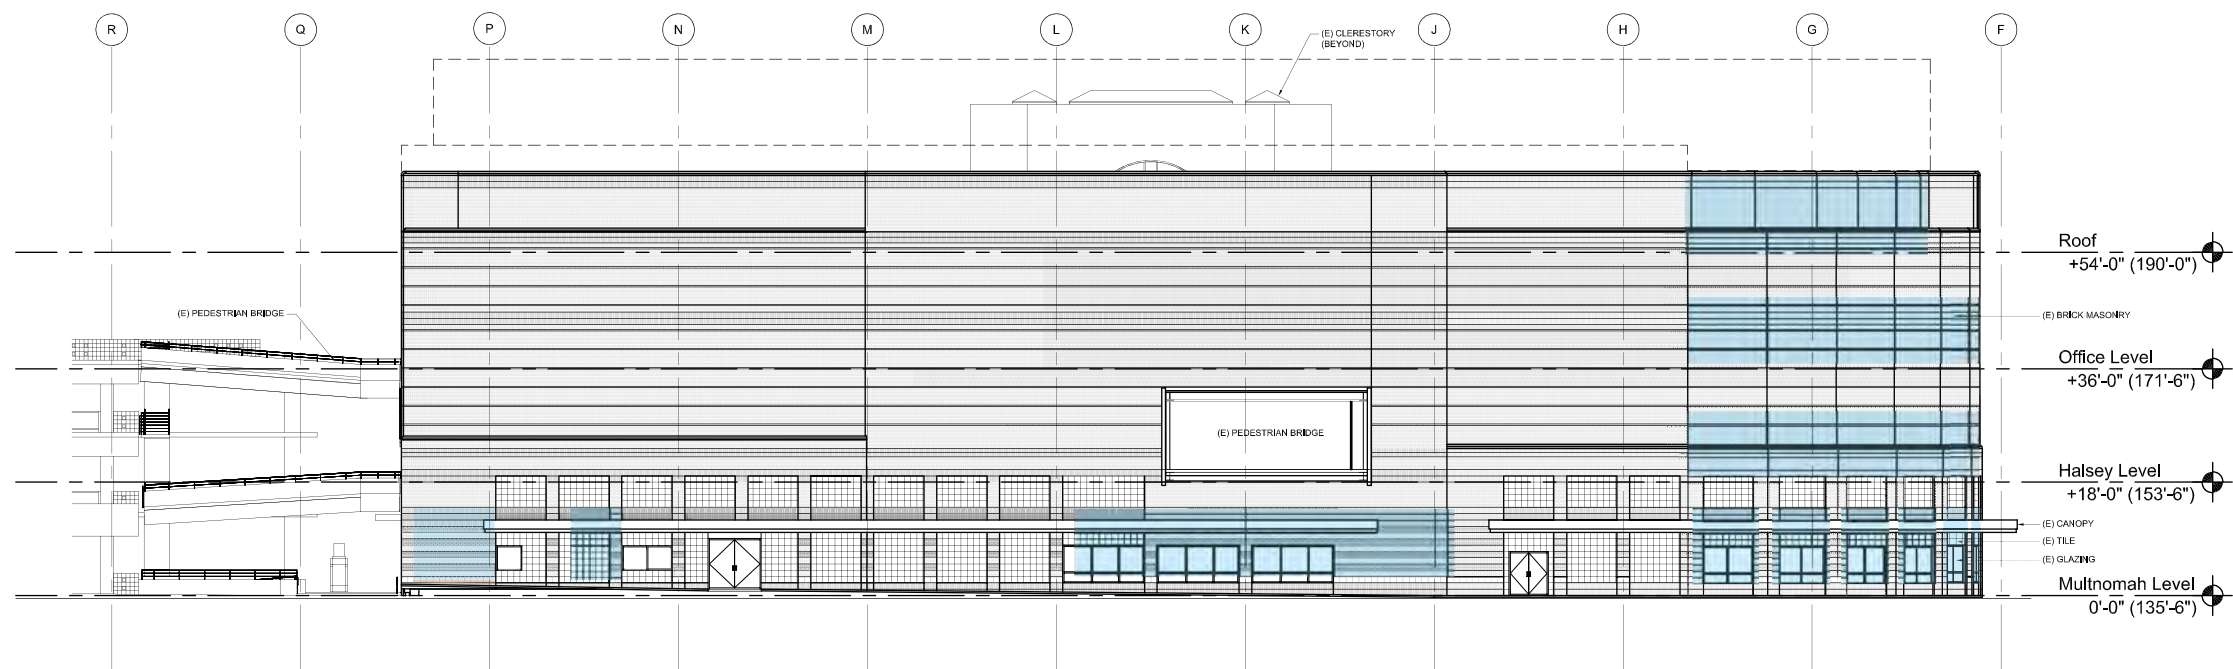 R Q P N M L K J H G F
(E) CLERESTORY
(BEYOND)
Roof
+54'-0" (190'-0")
(E) PEDESTRIAN BRIDGE
(E) BRICK MASONRY
Office Level
+36'-0" (171'-6")
(E) PEDESTRIAN BRIDGE
Halsey Level
+18'-0" (153'-6")
(E) CANOPY
(E) TILE
(E) GLAZING
Multnomah Level
0'-0" (135'-6")